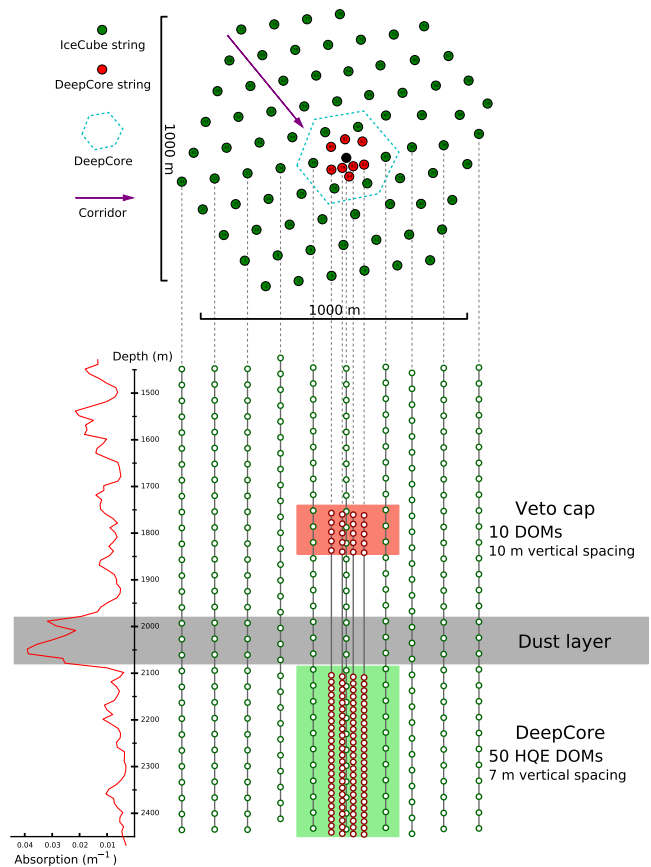 IceCube string
DeepCore string
DeepCore
Corridor
1000 m
1000 m
Depth (m)
1500
1600
1700
1800
1900
2000
2100
2200
2300
2400
Veto cap
10 DOMs
10 m vertical spacing
Dust layer
DeepCore
50 HQE DOMs
7 m vertical spacing
0.04 0.03 0.02 0.01
Absorption (m⁻¹)